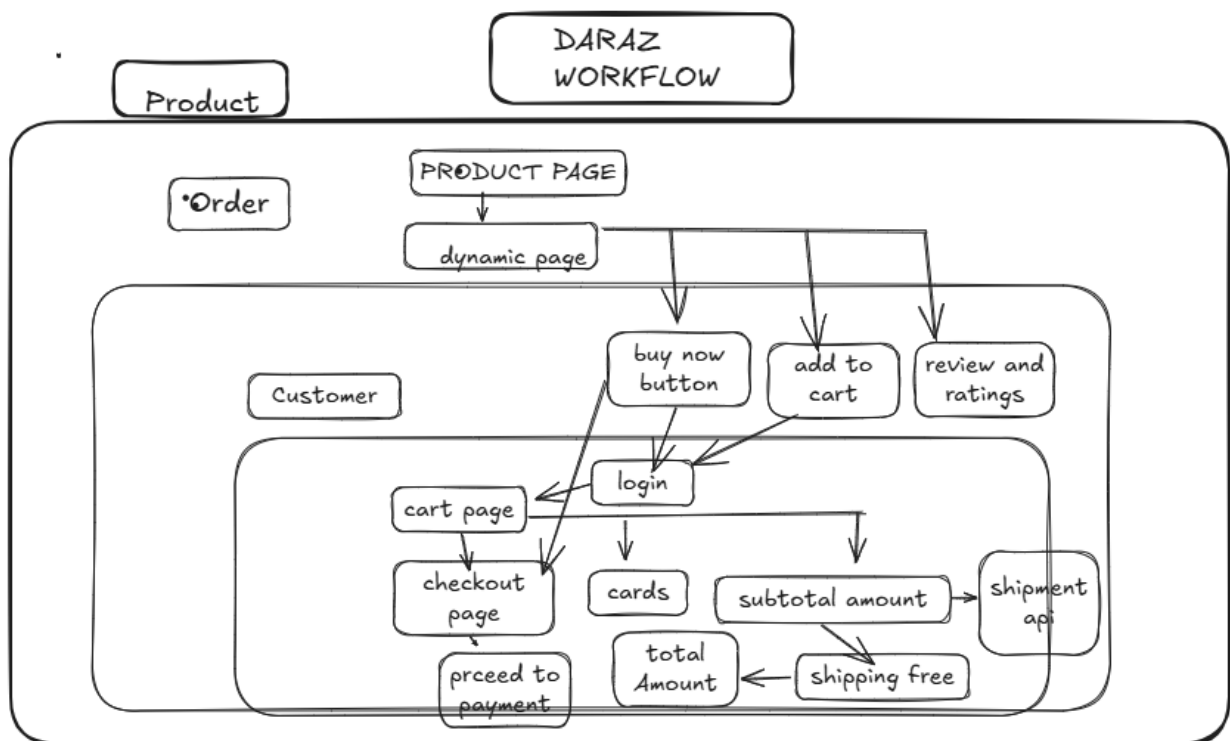 DARAZ
WORKFLOW
Product
PRODUCT PAGE
Order
dynamic page
buy now
button
add to
cart
review and
ratings
Customer
login
cart page
checkout
page
cards
subtotal amount
shipment
api
prceed to
payment
total
Amount
shipping free